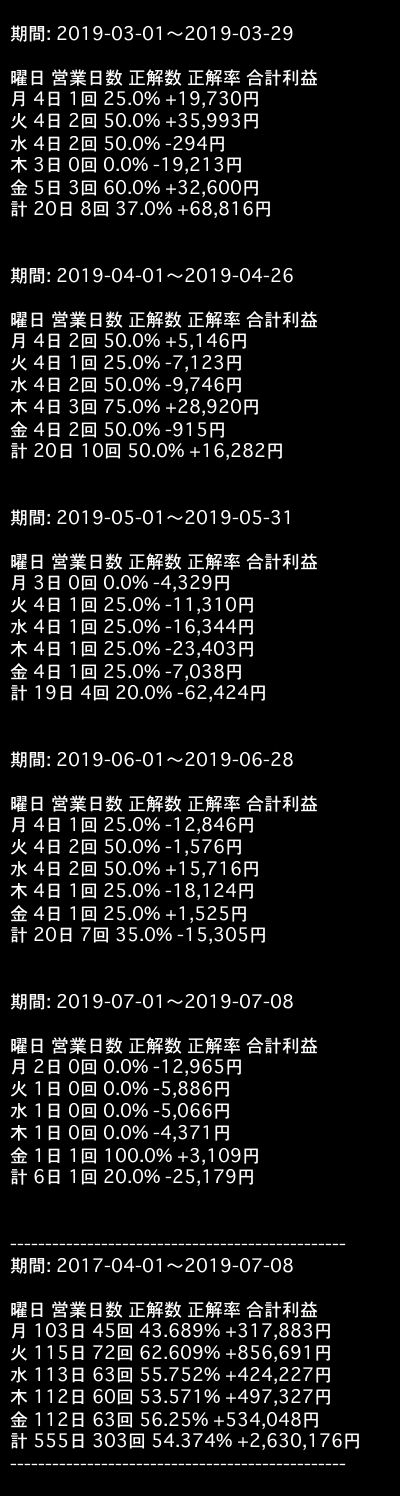 期間: 2019-03-01～2019-03-29
曜日 営業日数 正解数 正解率 合計利益
月 4日 1回 25.0% +19,730円
火 4日 2回 50.0% +35,993円
水 4日 2回 50.0% -294円
木 3日 0回 0.0% -19,213円
金 5日 3回 60.0% +32,600円
計 20日 8回 37.0% +68,816円
期間: 2019-04-01～2019-04-26
曜日 営業日数 正解数 正解率 合計利益
月 4日 2回 50.0% +5,146円
火 4日 1回 25.0% -7,123円
水 4日 2回 50.0% -9,746円
木 4日 3回 75.0% +28,920円
金 4日 2回 50.0% -915円
計 20日 10回 50.0% +16,282円
期間: 2019-05-01～2019-05-31
曜日 営業日数 正解数 正解率 合計利益
月 3日 0回 0.0% -4,329円
火 4日 1回 25.0% -11,310円
水 4日 1回 25.0% -16,344円
木 4日 1回 25.0% -23,403円
金 4日 1回 25.0% -7,038円
計 19日 4回 20.0% -62,424円
期間: 2019-06-01～2019-06-28
曜日 営業日数 正解数 正解率 合計利益
月 4日 1回 25.0% -12,846円
火 4日 2回 50.0% -1,576円
水 4日 2回 50.0% +15,716円
木 4日 1回 25.0% -18,124円
金 4日 1回 25.0% +1,525円
計 20日 7回 35.0% -15,305円
期間: 2019-07-01～2019-07-08
曜日 営業日数 正解数 正解率 合計利益
月 2日 0回 0.0% -12,965円
火 1日 0回 0.0% -5,886円
水 1日 0回 0.0% -5,066円
木 1日 0回 0.0% -4,371円
金 1日 1回 100.0% +3,109円
計 6日 1回 20.0% -25,179円
------------------------------------------------
期間: 2017-04-01～2019-07-08
曜日 営業日数 正解数 正解率 合計利益
月 103日 45回 43.689% +317,883円
火 115日 72回 62.609% +856,691円
水 113日 63回 55.752% +424,227円
木 112日 60回 53.571% +497,327円
金 112日 63回 56.25% +534,048円
計 555日 303回 54.374% +2,630,176円
------------------------------------------------